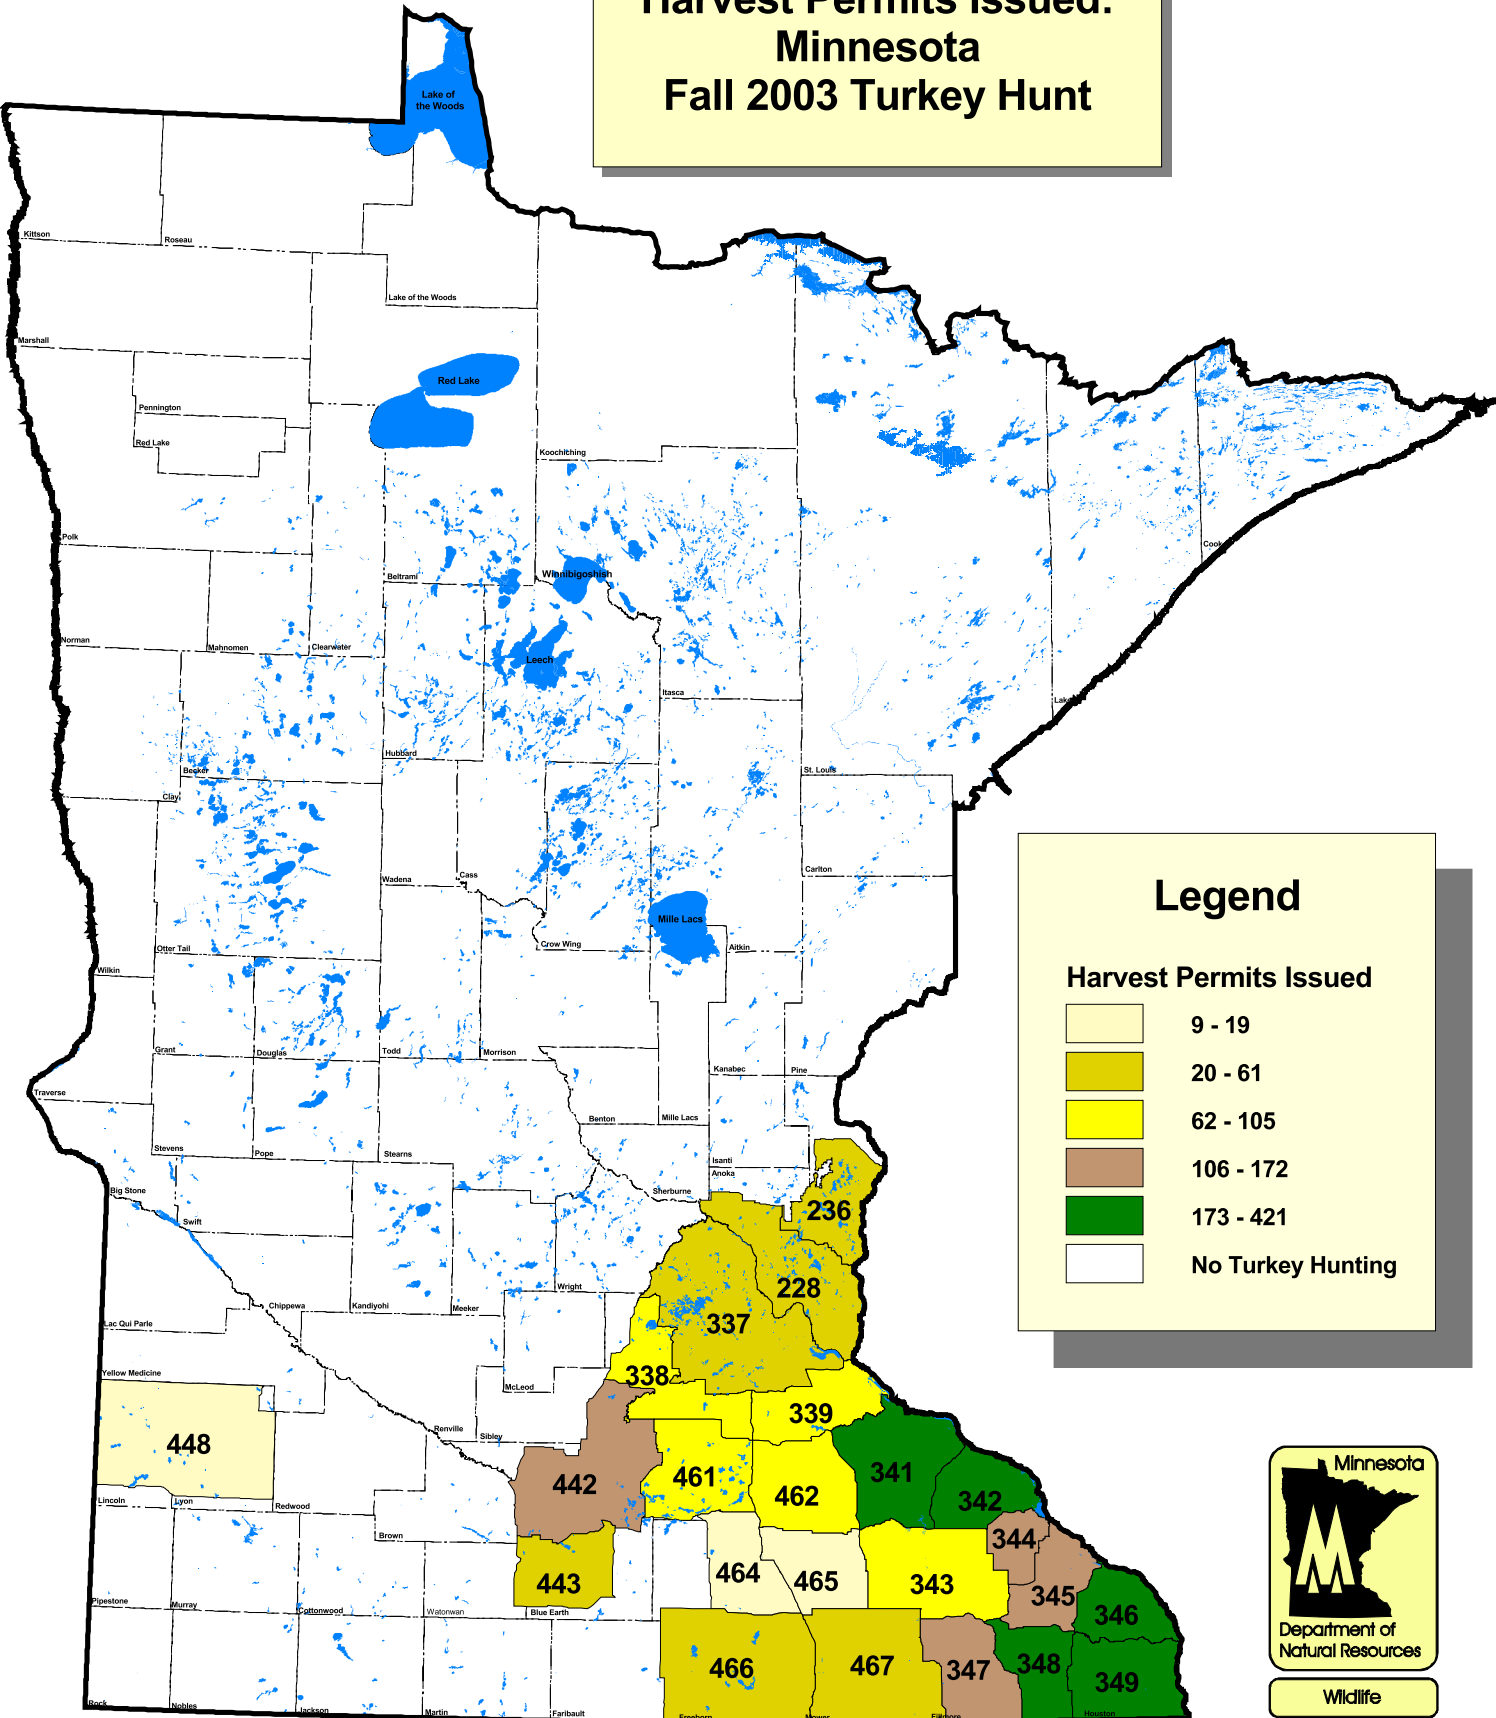 Harvest Permits Issued:
Minnesota
Fall 2003 Turkey Hunt
Lake of
the Woods
Kittson
Roseau
Lake of the Woods
Marshall
Red Lake
Pennington
Red Lake
Koochiching
Polk
Cook
Beltrami
Winnibigoshish
Norman
Mahnomen
Clearwater
Leech
Itasca
Lake
Hubbard
Becker
St. Louis
Clay
Wadena
Cass
Carlton
Mille Lacs
Otter Tail
Crow Wing
Aitkin
Wilkin
Grant
Douglas
Todd
Morrison
Kanabec
Pine
Traverse
Benton
Mille Lacs
Stevens
Pope
Stearns
Isanti
Anoka
Big Stone
Sherburne
Swift
236
Wright
228
Chippewa
Kandiyohi
Meeker
Lac Qui Parle
337
Yellow Medicine
338
McLeod
339
Renville
Sibley
448
442
461
462
341
342
Lincoln
Lyon
Redwood
Brown
344
443
464
465
343
345
346
Pipestone
Murray
Cottonwood
Watonwan
Blue Earth
466
467
347
348
349
Rock
Nobles
Jackson
Martin
Faribault
Freeborn
Mower
Fillmore
Houston
Legend
Harvest Permits Issued
9 - 19
20 - 61
62 - 105
106 - 172
173 - 421
No Turkey Hunting
Minnesota
Department of
Natural Resources
Wildlife